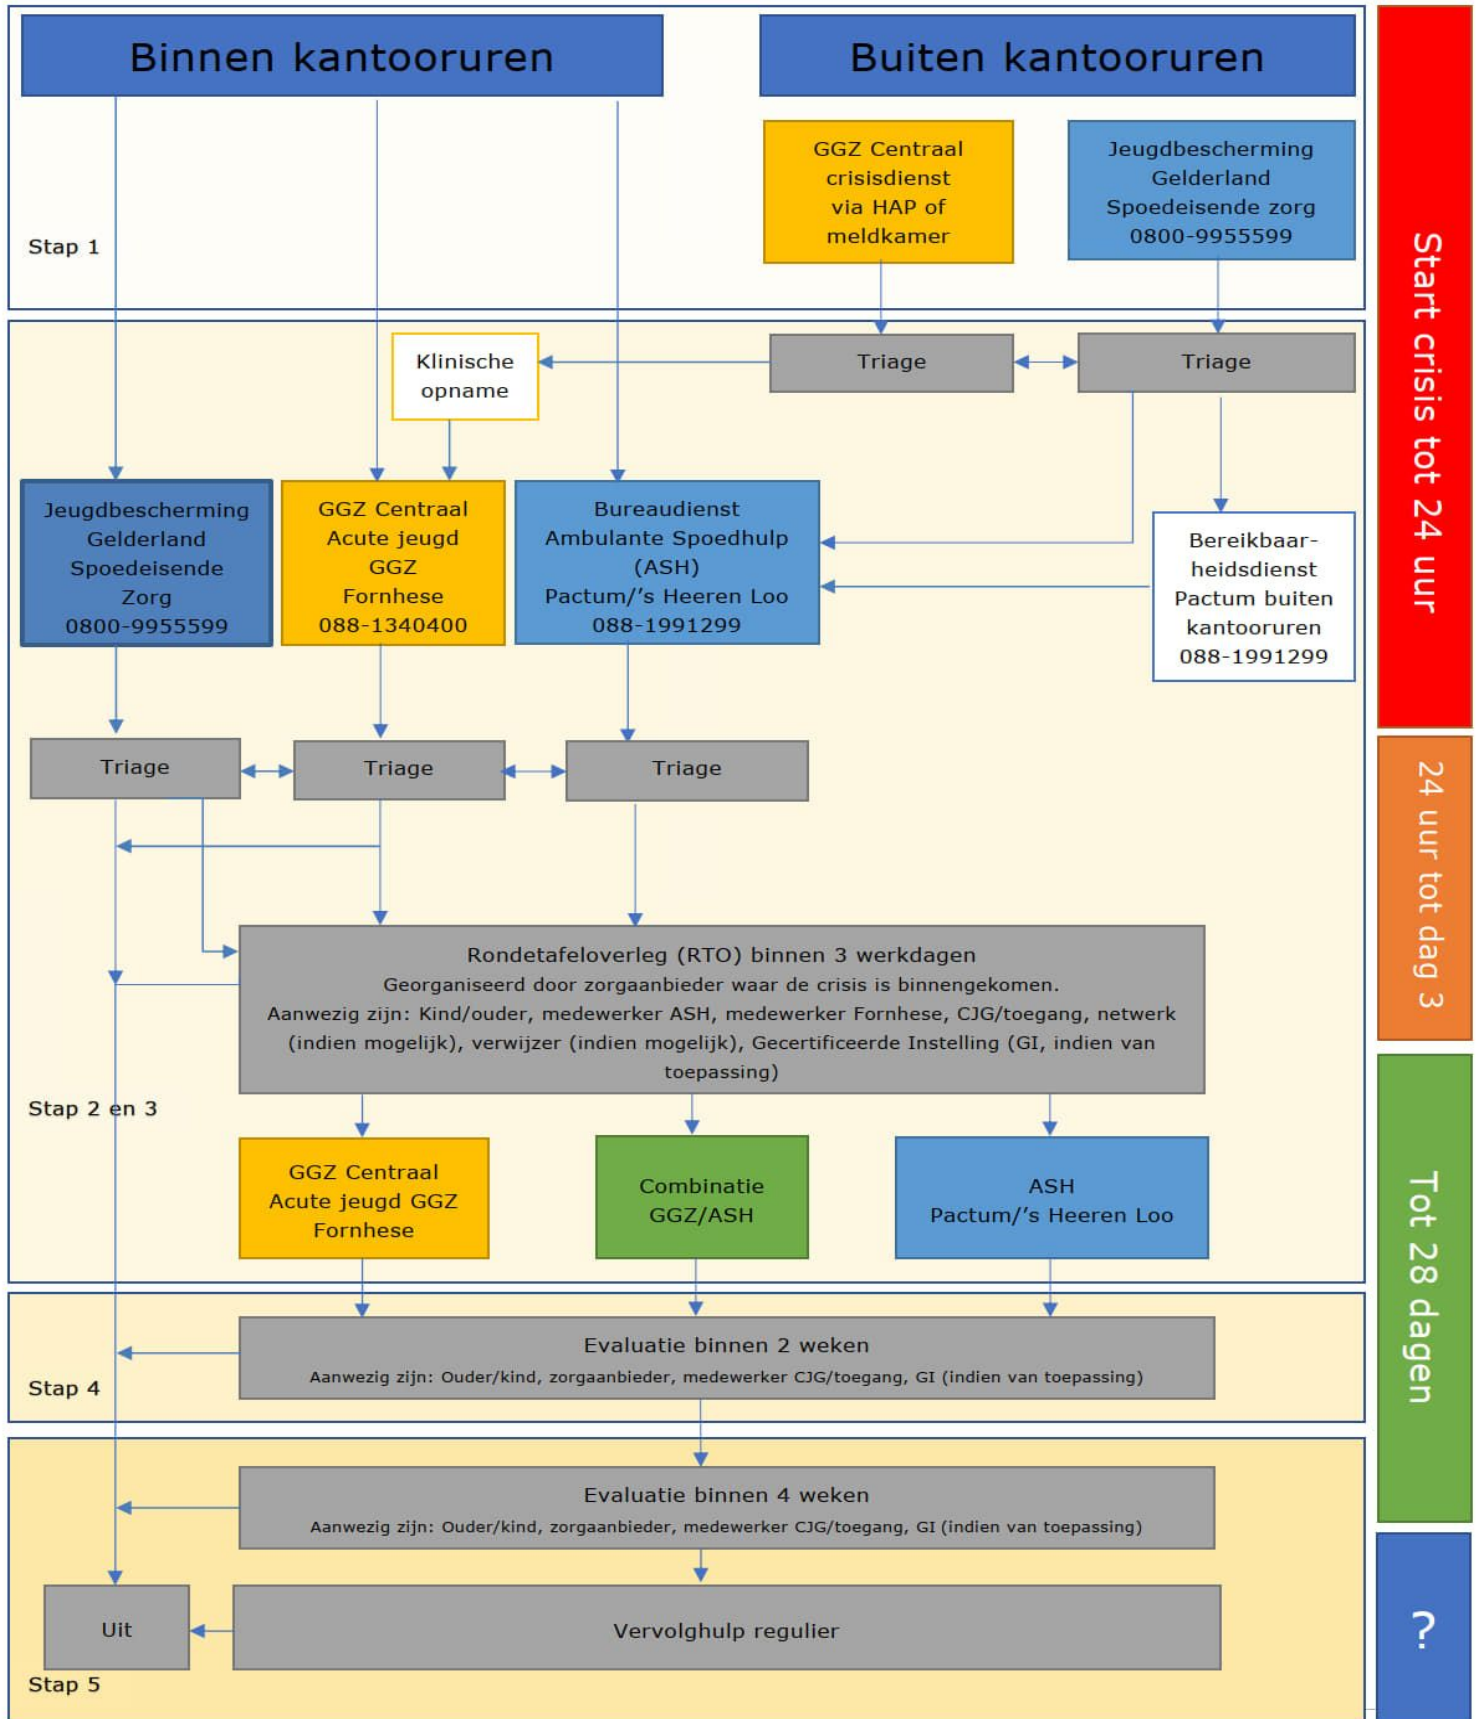 Binnen kantooruren
Buiten kantooruren
GGZ Centraal
crisisdienst
via HAP of
meldkamer
Jeugdbescherming
Gelderland
Spoedeisende zorg
0800-9955599
Stap 1
Start crisis tot 24 uur
Klinische
opname
Triage
Triage
Jeugdbescherming
Gelderland
Spoedeisende
Zorg
0800-9955599
GGZ Centraal
Acute jeugd
GGZ
Fornhese
088-1340400
Bureaudienst
Ambulante Spoedhulp
(ASH)
Pactum/'s Heeren Loo
088-1991299
Bereikbaar-
heidsdienst
Pactum buiten
kantooruren
088-1991299
Triage
Triage
Triage
24 uur tot dag 3
Rondetafeloverleg (RTO) binnen 3 werkdagen
Georganiseerd door zorgaanbieder waar de crisis is binnengekomen.
Aanwezig zijn: Kind/ouder, medewerker ASH, medewerker Fornhese, CJG/toegang, netwerk
(indien mogelijk), verwijzer (indien mogelijk), Gecertificeerde Instelling (GI, indien van
toepassing)
Stap 2 en 3
GGZ Centraal
Acute jeugd GGZ
Fornhese
Combinatie
GGZ/ASH
ASH
Pactum/'s Heeren Loo
Tot 28 dagen
Evaluatie binnen 2 weken
Aanwezig zijn: Ouder/kind, zorgaanbieder, medewerker CJG/toegang, GI (indien van toepassing)
Stap 4
Evaluatie binnen 4 weken
Aanwezig zijn: Ouder/kind, zorgaanbieder, medewerker CJG/toegang, GI (indien van toepassing)
Uit
Vervolghulp regulier
?
Stap 5